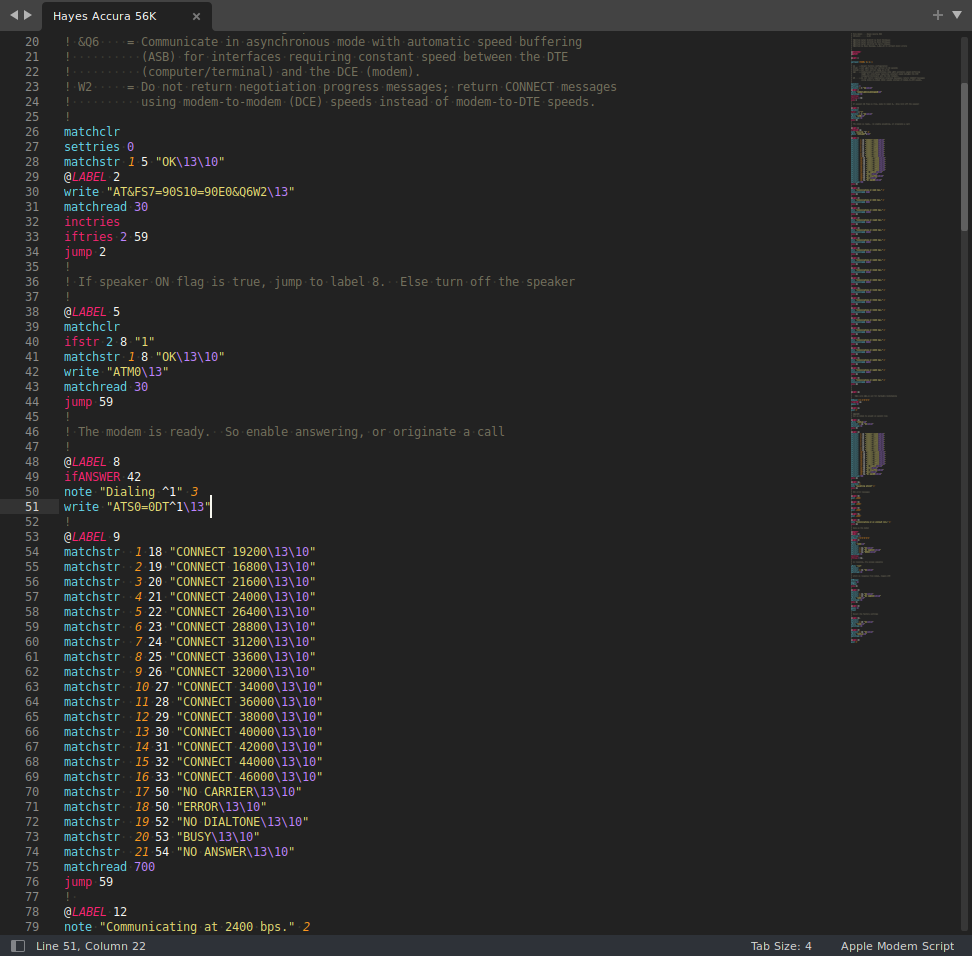 Hayes Accura 56K ×
20 ! &Q6 = Communicate in asynchronous mode with automatic speed buffering
21 ! (ASB) for interfaces requiring constant speed between the DTE
22 ! (computer/terminal) and the DCE (modem).
23 ! W2 = Do not return negotiation progress messages; return CONNECT messages
24 ! using modem-to-modem (DCE) speeds instead of modem-to-DTE speeds.
25 !
26 matchclr
27 settries 0
28 matchstr 1 5 "OK\13\10"
29 @LABEL 2
30 write "AT&FS7=90S10=90E0&Q6W2\13"
31 matchread 30
32 inctries
33 iftries 2 59
34 jump 2
35 !
36 ! If speaker ON flag is true, jump to label 8. Else turn off the speaker
37 !
38 @LABEL 5
39 matchclr
40 ifstr 2 8 "1"
41 matchstr 1 8 "OK\13\10"
42 write "ATM0\13"
43 matchread 30
44 jump 59
45 !
46 ! The modem is ready. So enable answering, or originate a call
47 !
48 @LABEL 8
49 ifANSWER 42
50 note "Dialing ^1" 3
51 write "ATS0=0DT^1\13"
52 !
53 @LABEL 9
54 matchstr 1 18 "CONNECT 19200\13\10"
55 matchstr 2 19 "CONNECT 16800\13\10"
56 matchstr 3 20 "CONNECT 21600\13\10"
57 matchstr 4 21 "CONNECT 24000\13\10"
58 matchstr 5 22 "CONNECT 26400\13\10"
59 matchstr 6 23 "CONNECT 28800\13\10"
60 matchstr 7 24 "CONNECT 31200\13\10"
61 matchstr 8 25 "CONNECT 33600\13\10"
62 matchstr 9 26 "CONNECT 32000\13\10"
63 matchstr 10 27 "CONNECT 34000\13\10"
64 matchstr 11 28 "CONNECT 36000\13\10"
65 matchstr 12 29 "CONNECT 38000\13\10"
66 matchstr 13 30 "CONNECT 40000\13\10"
67 matchstr 14 31 "CONNECT 42000\13\10"
68 matchstr 15 32 "CONNECT 44000\13\10"
69 matchstr 16 33 "CONNECT 46000\13\10"
70 matchstr 17 50 "NO CARRIER\13\10"
71 matchstr 18 50 "ERROR\13\10"
72 matchstr 19 52 "NO DIALTONE\13\10"
73 matchstr 20 53 "BUSY\13\10"
74 matchstr 21 54 "NO ANSWER\13\10"
75 matchread 700
76 jump 59
77 !
78 @LABEL 12
79 note "Communicating at 2400 bps." 2
Line 51, Column 22 Tab Size: 4 Apple Modem Script